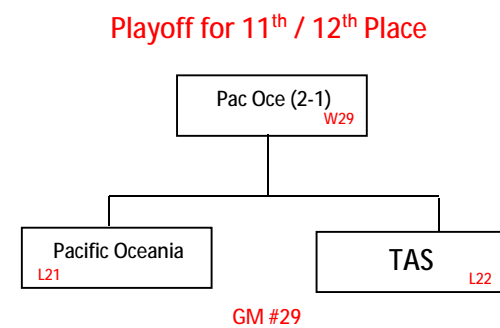 Playoff for 11th / 12th Place
Pac Oce (2-1)
W29
Pacific Oceania
L21
TAS
L22
GM #29